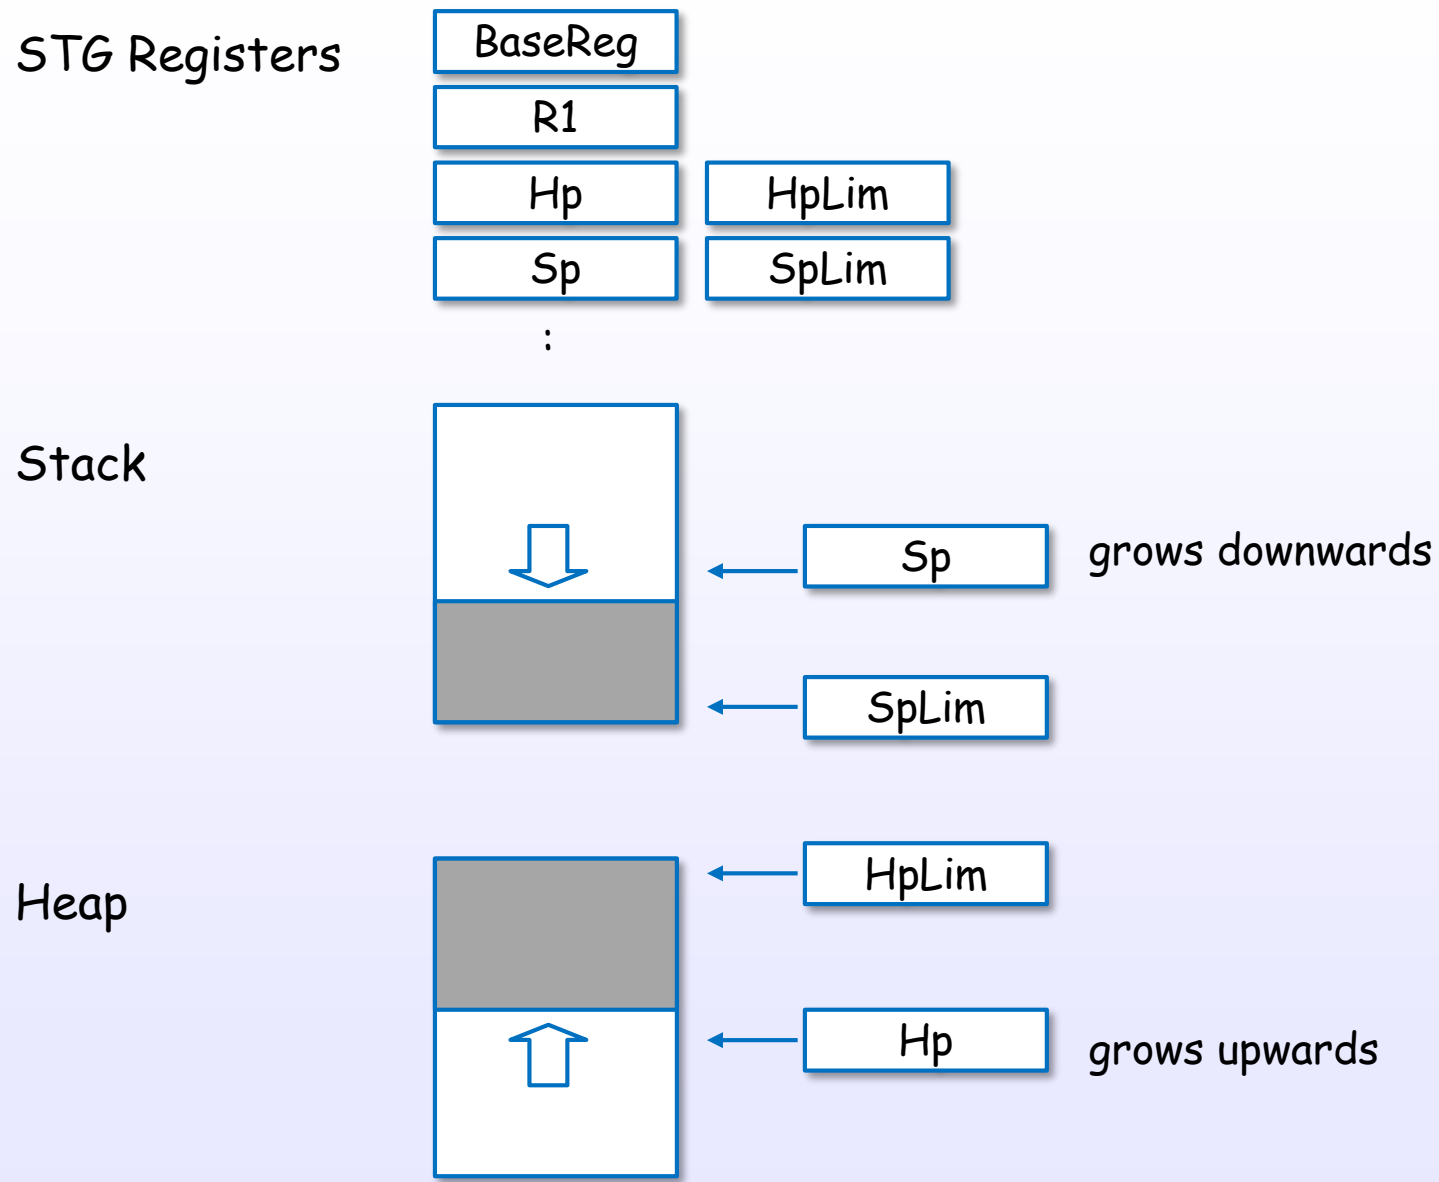 STG Registers
BaseReg
R1
Hp
HpLim
Sp
SpLim
:
Stack
Sp
grows downwards
SpLim
Heap
HpLim
Hp
grows upwards